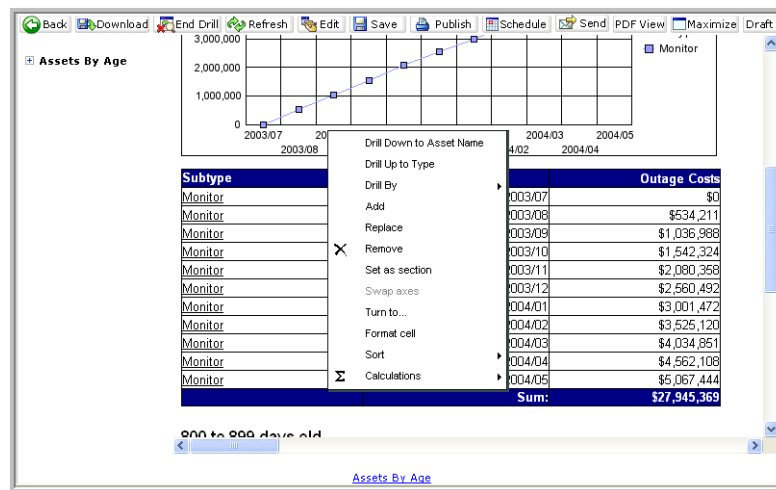 Back Download End Drill Refresh Edit Save Publish Schedule Send PDF View Maximize Draft
3,000,000
Monitor
Assets By Age
2,000,000
1,000,000
0
2003/07 20 2004/03 2004/05
2003/08 4/02 2004/04
Drill Down to Asset Name
Drill Up to Type
Drill By
Add
Replace
Remove
Set as section
Swap axes
Turn to...
Format cell
Sort
Σ Calculations
Subtype Outage Costs
Monitor 2003/07 $0
Monitor 2003/08 $534,211
Monitor 2003/09 $1,036,988
Monitor 2003/10 $1,542,324
Monitor 2003/11 $2,080,358
Monitor 2003/12 $2,560,492
Monitor 2004/01 $3,001,472
Monitor 2004/02 $3,525,120
Monitor 2004/03 $4,034,851
Monitor 2004/04 $4,562,108
Monitor 2004/05 $5,067,444
Sum: $27,945,369
800 to 899 days old
Assets By Age